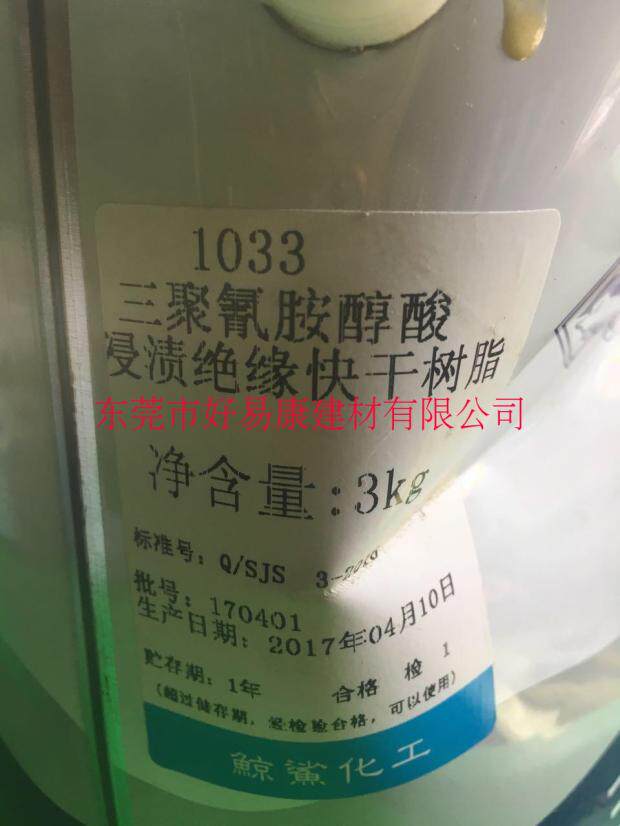 1033
三聚氰胺醇酸
浸渍绝缘快干树脂
东莞市好易康建材有限公司
净含量:3kg
标准号: Q/SJS 3-
批号: 170401
生产日期: 2017年04月10日
贮存期: 1年 合格 检 1
(超过储存期，经检验合格，可以使用)
鲸鲨化工